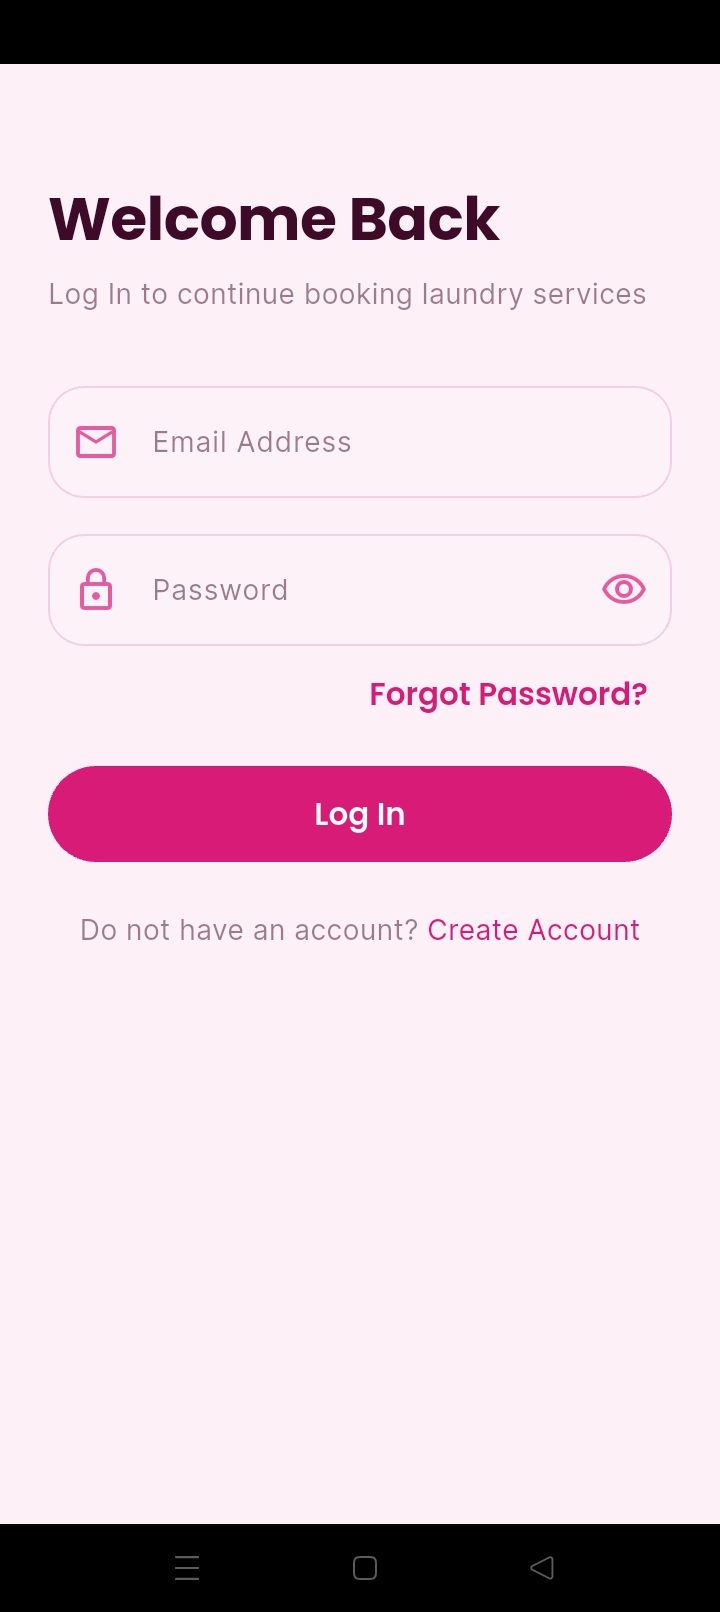 Welcome Back
Log In to continue booking laundry services
Email Address
Password
Forgot Password?
Log In
Do not have an account? Create Account